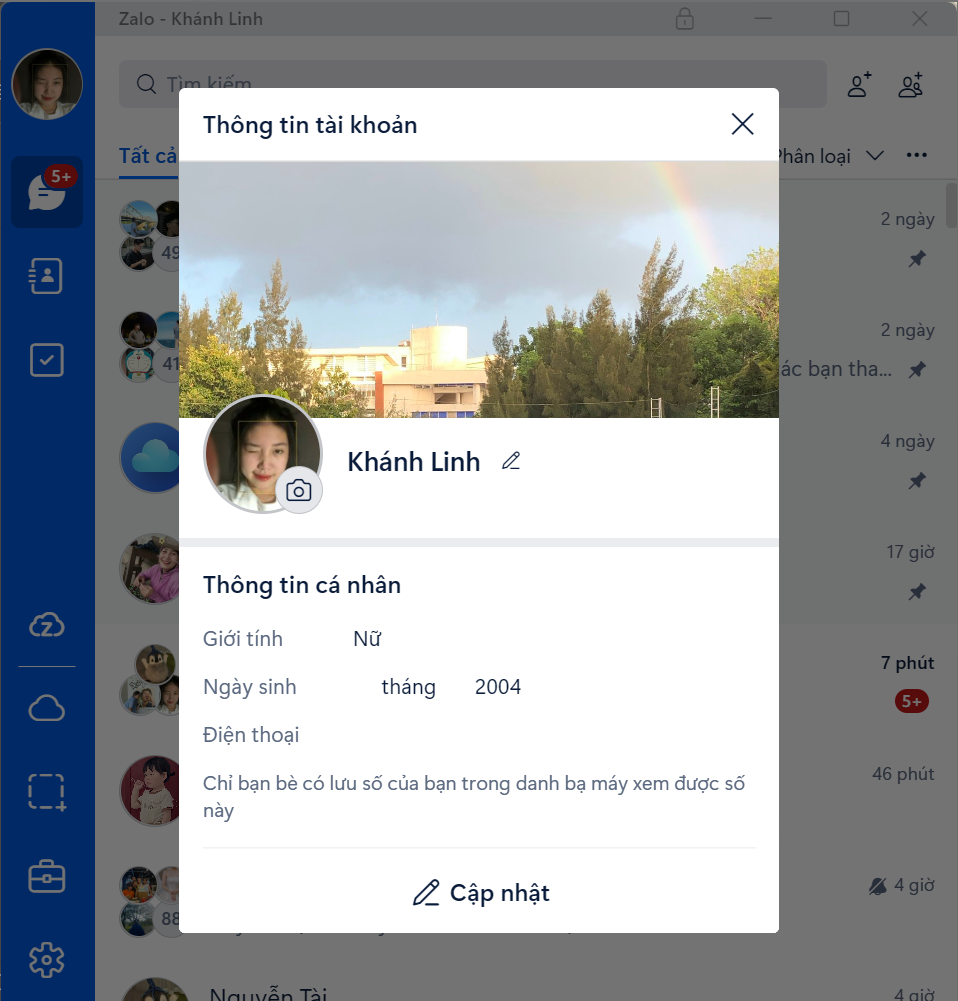 Zalo - Khánh Linh
Tìm kiếm
Tất cả
Phân loại
5+
2 ngày
49
2 ngày
41
ác bạn tha...
4 ngày
17 giờ
7 phút
5+
46 phút
4 giờ
88
Nguyễn Tài
4 giờ
Thông tin tài khoản
Khánh Linh
Thông tin cá nhân
Giới tính Nữ
Ngày sinh tháng 2004
Điện thoại
Chỉ bạn bè có lưu số của bạn trong danh bạ máy xem được số
này
Cập nhật